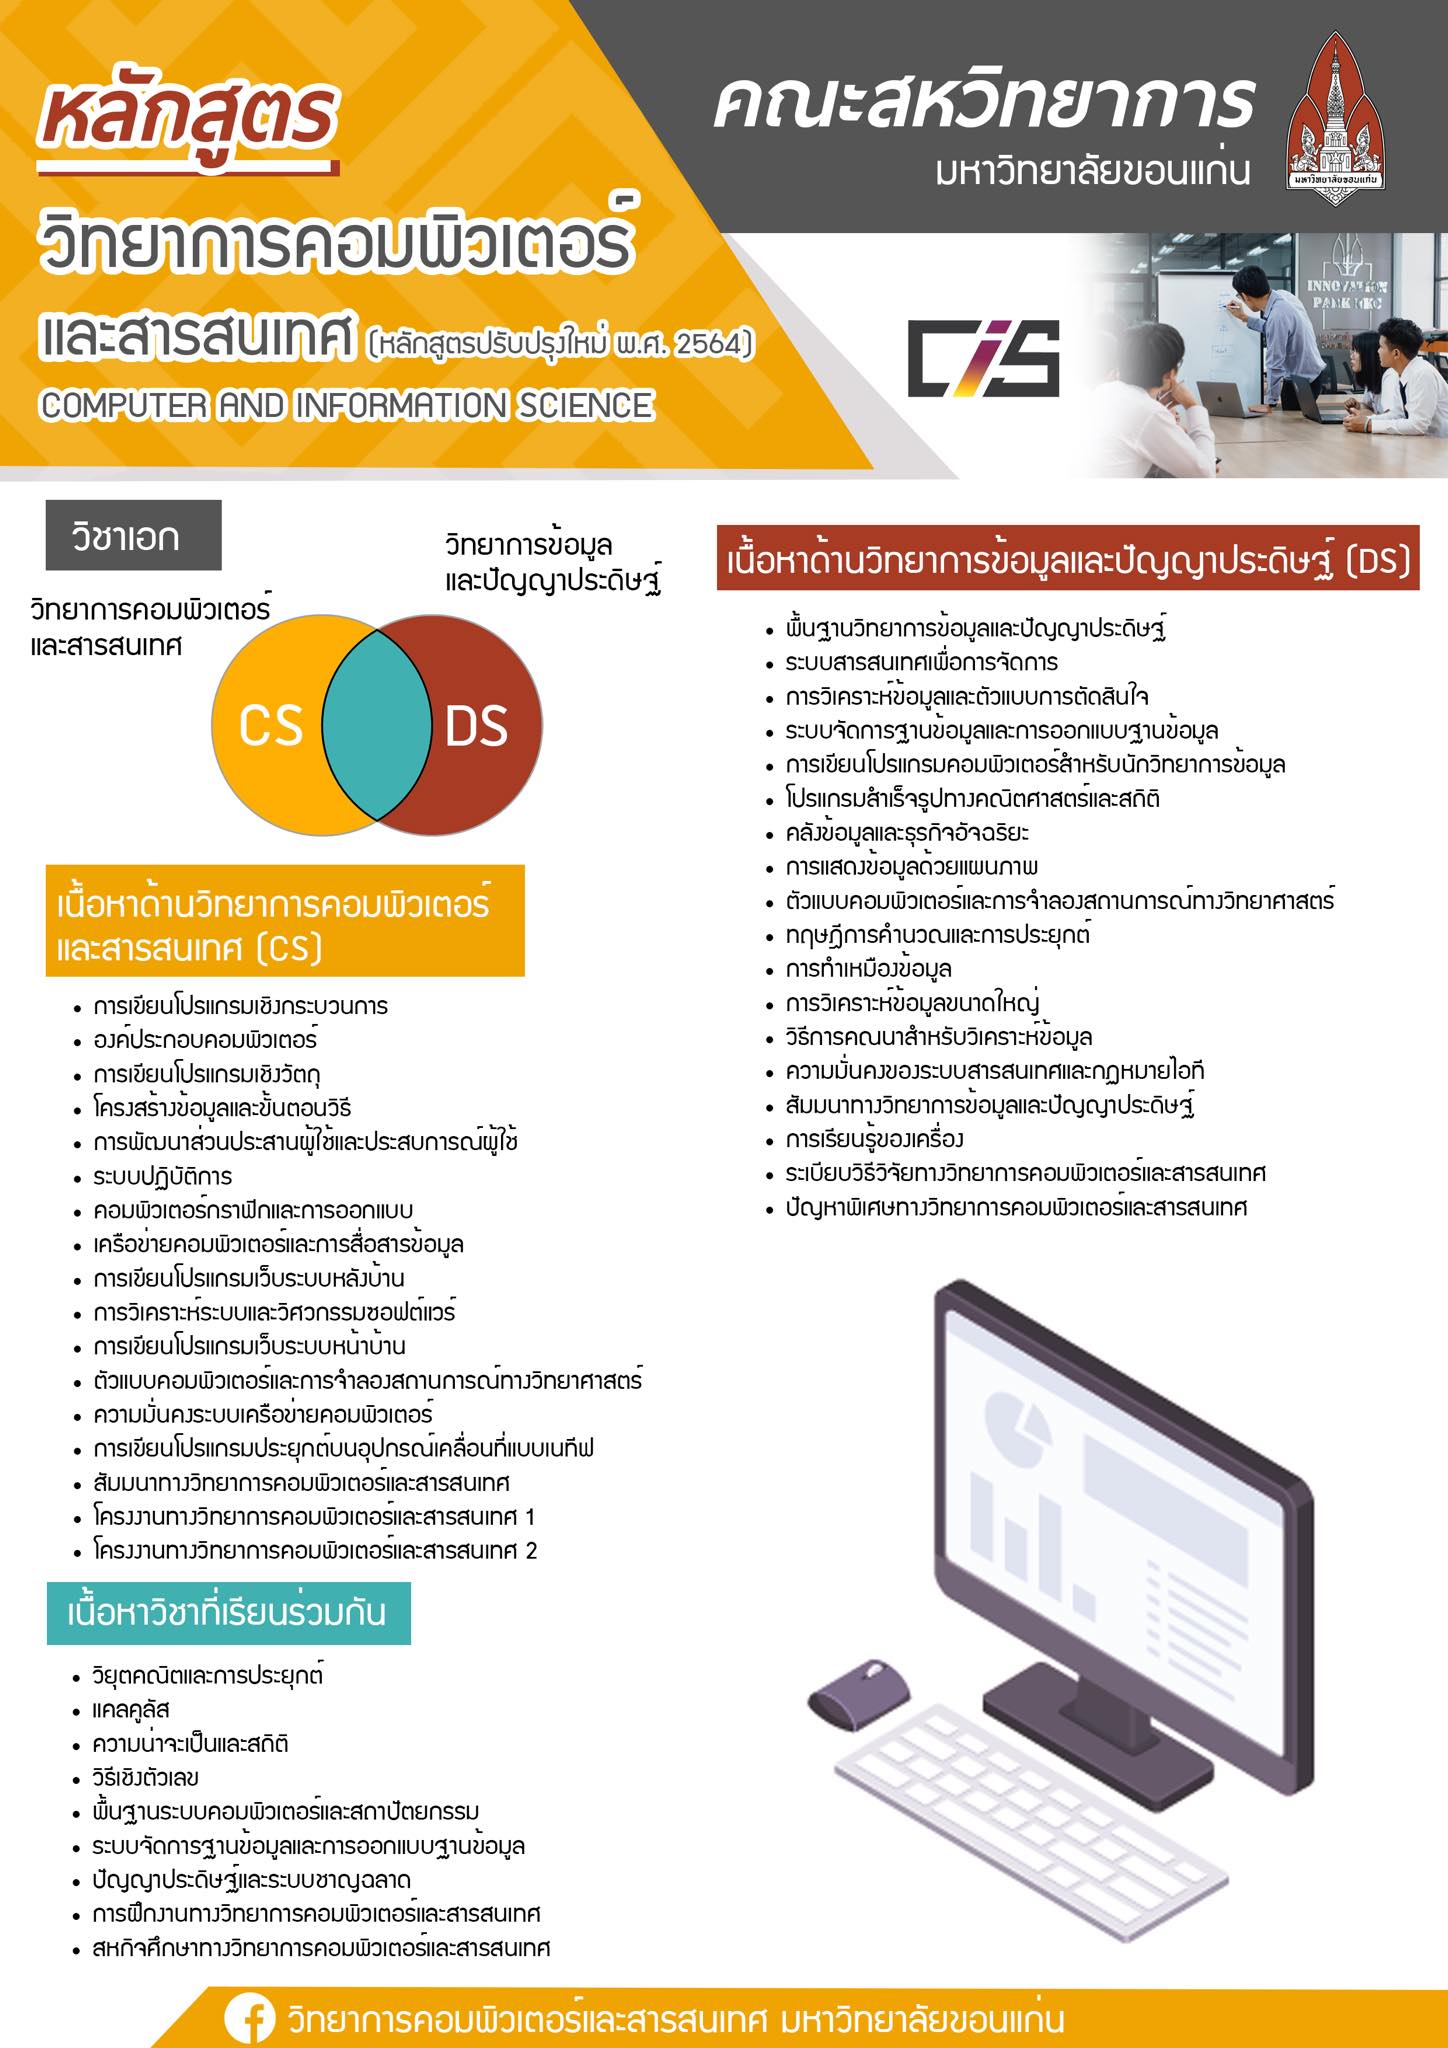 หลักสูตร
วิทยาการคอมพิวเตอร์
และสารสนเทศ (หลักสูตรปรับปรุงใหม่ พ.ศ. 2564)
COMPUTER AND INFORMATION SCIENCE
คณะสหวิทยาการ
มหาวิทยาลัยขอนแก่น
มหาวิทยาลัยขอนแก่น
CIS
INNOVATION
PARK NKC
วิชาเอก
วิทยาการคอมพิวเตอร์
และสารสนเทศ
วิทยาการข้อมูล
และปัญญาประดิษฐ์
CS
DS
เนื้อหาด้านวิทยาการคอมพิวเตอร์
และสารสนเทศ (CS)
• การเขียนโปรแกรมเชิงกระบวนการ
• องค์ประกอบคอมพิวเตอร์
• การเขียนโปรแกรมเชิงวัตถุ
• โครงสร้างข้อมูลและขั้นตอนวิธี
• การพัฒนาส่วนประสานผู้ใช้และประสบการณ์ผู้ใช้
• ระบบปฏิบัติการ
• คอมพิวเตอร์กราฟิกและการออกแบบ
• เครือข่ายคอมพิวเตอร์และการสื่อสารข้อมูล
• การเขียนโปรแกรมเว็บระบบหลังบ้าน
• การวิเคราะห์ระบบและวิศวกรรมซอฟต์แวร์
• การเขียนโปรแกรมเว็บระบบหน้าบ้าน
• ตัวแบบคอมพิวเตอร์และการจำลองสถานการณ์ทางวิทยาศาสตร์
• ความมั่นคงระบบเครือข่ายคอมพิวเตอร์
• การเขียนโปรแกรมประยุกต์บนอุปกรณ์เคลื่อนที่แบบเนทีฟ
• สัมมนาทางวิทยาการคอมพิวเตอร์และสารสนเทศ
• โครงงานทางวิทยาการคอมพิวเตอร์และสารสนเทศ 1
• โครงงานทางวิทยาการคอมพิวเตอร์และสารสนเทศ 2
เนื้อหาวิชาที่เรียนร่วมกัน
• วิยุตคณิตและการประยุกต์
• แคลคูลัส
• ความน่าจะเป็นและสถิติ
• วิธีเชิงตัวเลข
• พื้นฐานระบบคอมพิวเตอร์และสถาปัตยกรรม
• ระบบจัดการฐานข้อมูลและการออกแบบฐานข้อมูล
• ปัญญาประดิษฐ์และระบบชาญฉลาด
• การฝึกงานทางวิทยาการคอมพิวเตอร์และสารสนเทศ
• สหกิจศึกษาทางวิทยาการคอมพิวเตอร์และสารสนเทศ
เนื้อหาด้านวิทยาการข้อมูลและปัญญาประดิษฐ์ (DS)
• พื้นฐานวิทยาการข้อมูลและปัญญาประดิษฐ์
• ระบบสารสนเทศเพื่อการจัดการ
• การวิเคราะห์ข้อมูลและตัวแบบการตัดสินใจ
• ระบบจัดการฐานข้อมูลและการออกแบบฐานข้อมูล
• การเขียนโปรแกรมคอมพิวเตอร์สำหรับนักวิทยาการข้อมูล
• โปรแกรมสำเร็จรูปทางคณิตศาสตร์และสถิติ
• คลังข้อมูลและธุรกิจอัจฉริยะ
• การแสดงข้อมูลด้วยแผนภาพ
• ตัวแบบคอมพิวเตอร์และการจำลองสถานการณ์ทางวิทยาศาสตร์
• ทฤษฎีการคำนวณและการประยุกต์
• การทำเหมืองข้อมูล
• การวิเคราะห์ข้อมูลขนาดใหญ่
• วิธีการคณนาสำหรับวิเคราะห์ข้อมูล
• ความมั่นคงของระบบสารสนเทศและกฎหมายไอที
• สัมมนาทางวิทยาการข้อมูลและปัญญาประดิษฐ์
• การเรียนรู้ของเครื่อง
• ระเบียบวิธีวิจัยทางวิทยาการคอมพิวเตอร์และสารสนเทศ
• ปัญหาพิเศษทางวิทยาการคอมพิวเตอร์และสารสนเทศ
วิทยาการคอมพิวเตอร์และสารสนเทศ มหาวิทยาลัยขอนแก่น